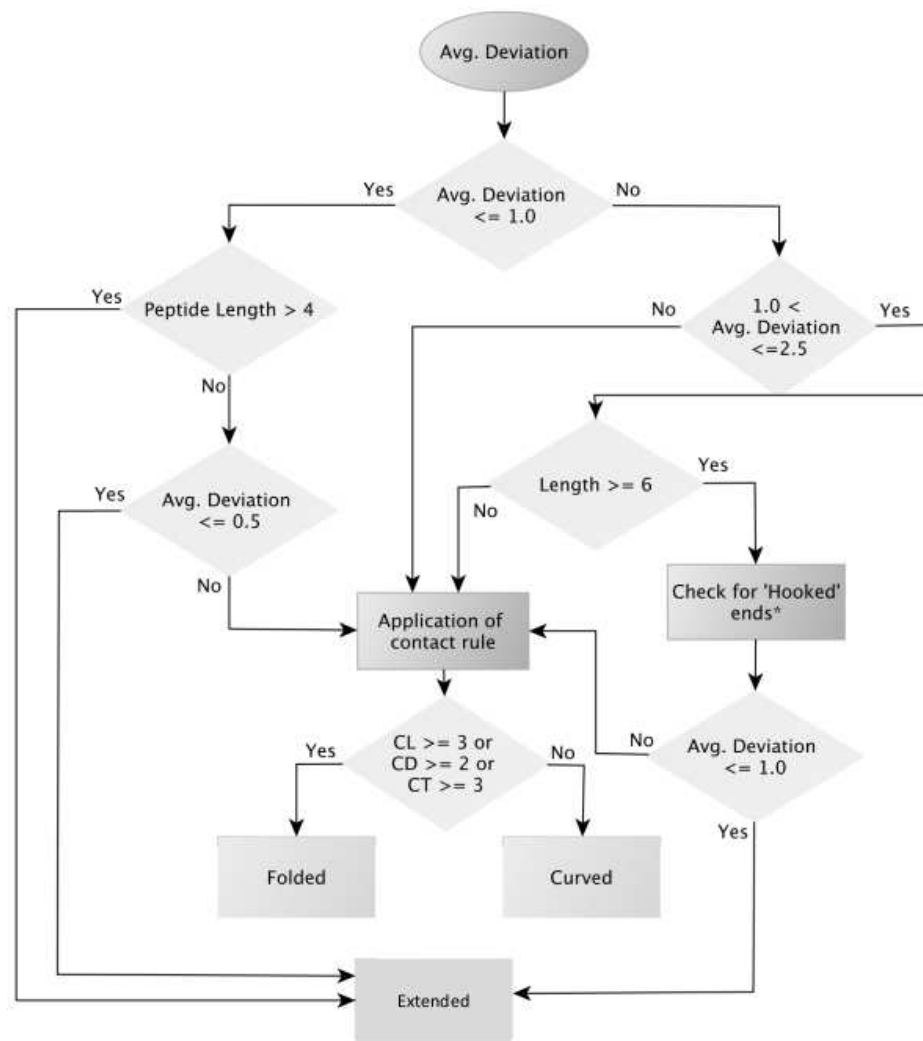 Avg. Deviation
Yes
Avg. Deviation
<= 1.0
No
Yes
Peptide Length > 4
No
1.0 <
Avg. Deviation
<=2.5
Yes
No
Yes
Avg. Deviation
<= 0.5
Length >= 6
Yes
No
No
Application of
contact rule
Check for 'Hooked'
ends*
Yes
CL >= 3 or
CD >= 2 or
CT >= 3
No
No
Avg. Deviation
<= 1.0
Yes
Folded
Curved
Extended